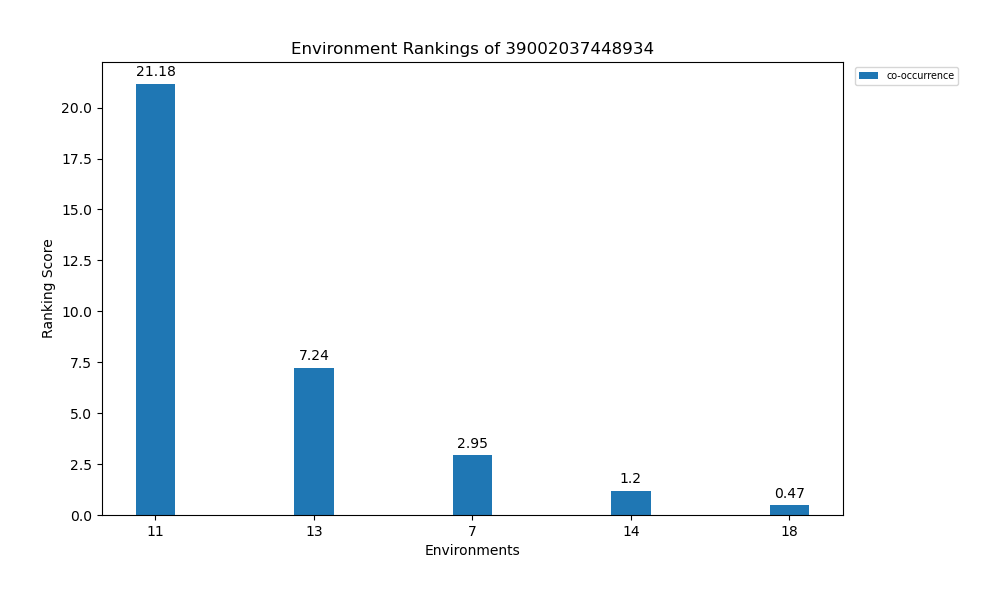 Environment Rankings of 39002037448934
co-occurrence
Ranking Score
20.0
17.5
15.0
12.5
10.0
7.5
5.0
2.5
0.0
21.18
7.24
2.95
1.2
0.47
11 13 7 14 18
Environments